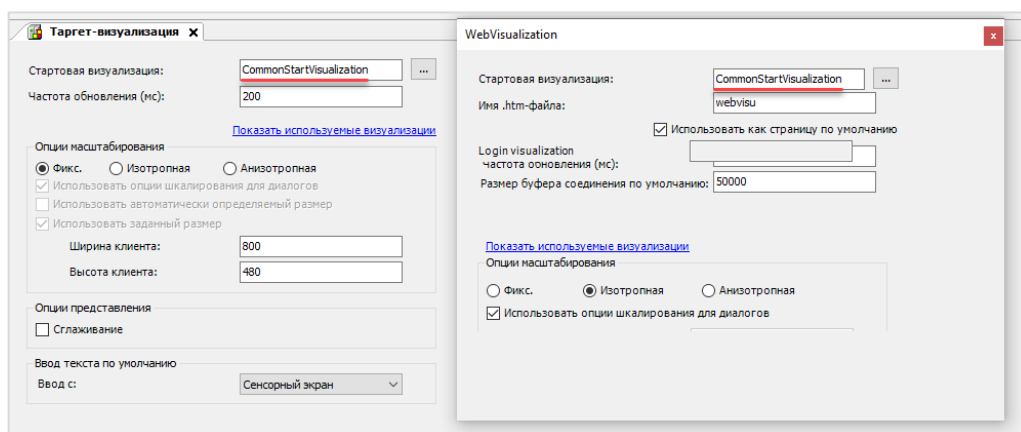 Таргет-визуализация X
Стартовая визуализация: CommonStartVisualization ...
Частота обновления (мс): 200
Показать используемые визуализации
Опции масштабирования
Фикс. Изотропная Анизотропная
Использовать опции шкалирования для диалогов
Использовать автоматически определяемый размер
Использовать заданный размер
Ширина клиента: 800
Высота клиента: 480
Опции представления
Сглаживание
Ввод текста по умолчанию
Ввод с: Сенсорный экран
WebVisualization x
Стартовая визуализация: CommonStartVisualization ...
Имя .htm-файла: webvisu
Использовать как страницу по умолчанию
Login visualization
частота обновления (мс):
Размер буфера соединения по умолчанию: 50000
Показать используемые визуализации
Опции масштабирования
Фикс. Изотропная Анизотропная
Использовать опции шкалирования для диалогов